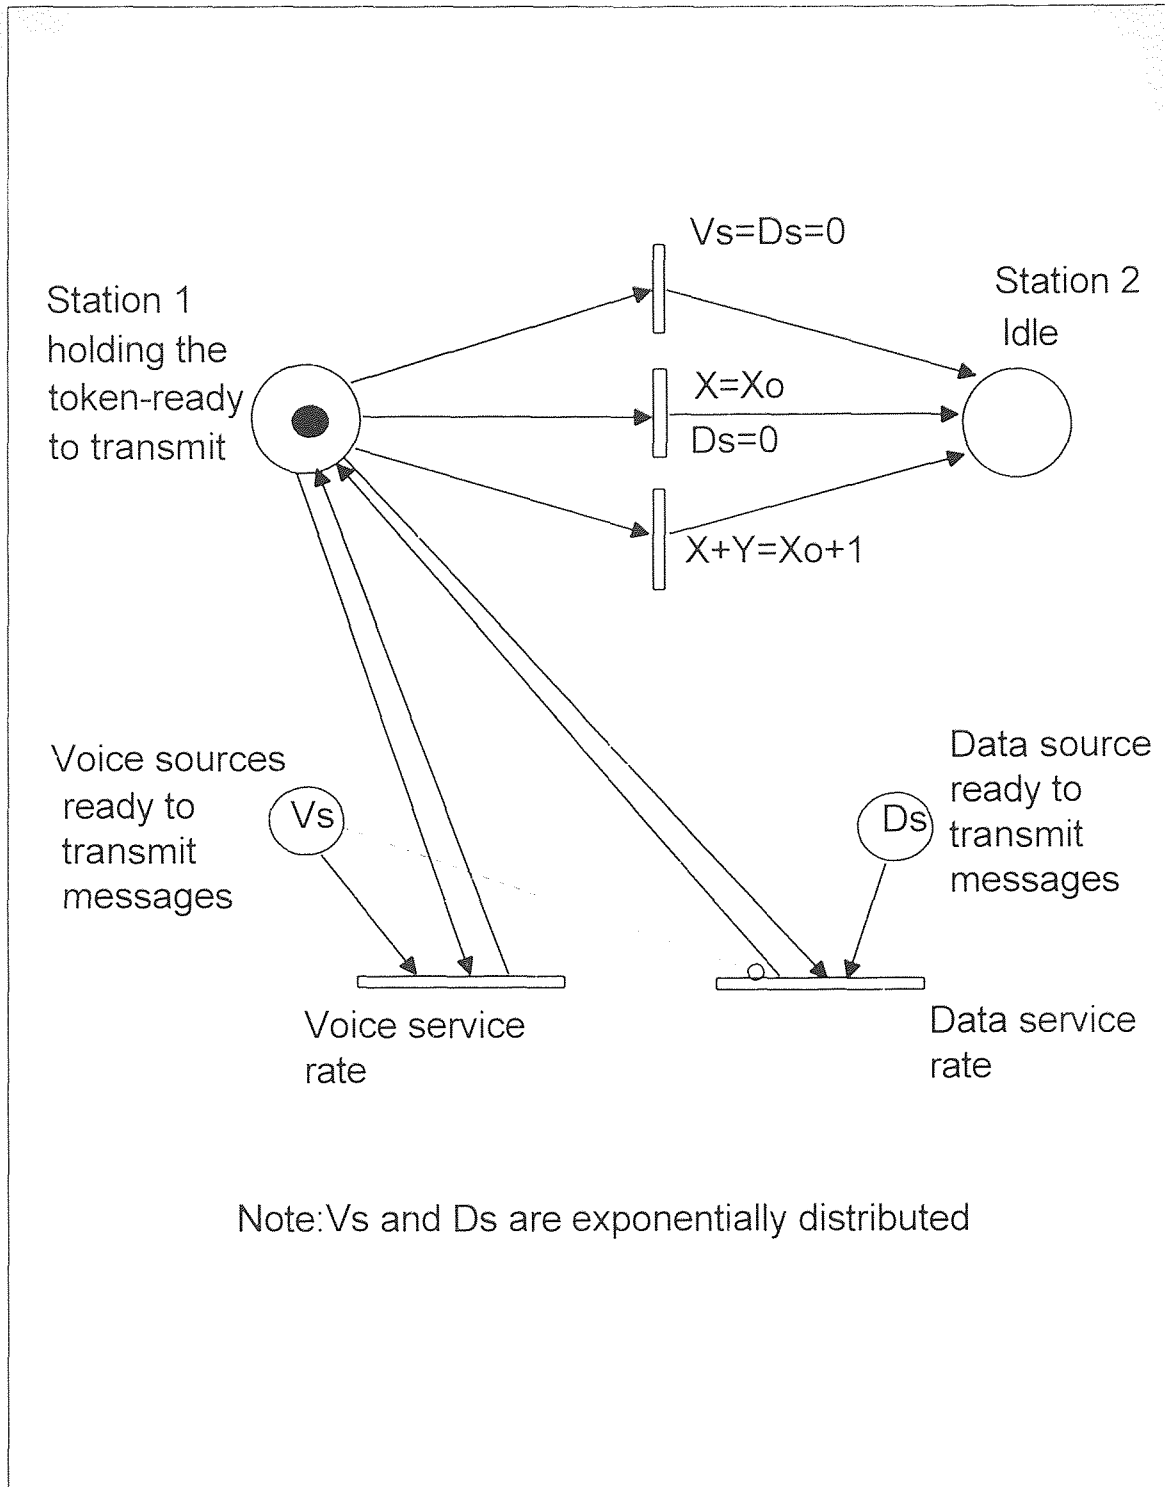 Vs=Ds=0
Station 1
holding the
token-ready
to transmit
Station 2
Idle
X=Xo
Ds=0
X+Y=Xo+1
Voice sources
ready to
transmit
messages
Vs
Data source
ready to
transmit
messages
Ds
Voice service
rate
Data service
rate
Note:Vs and Ds are exponentially distributed